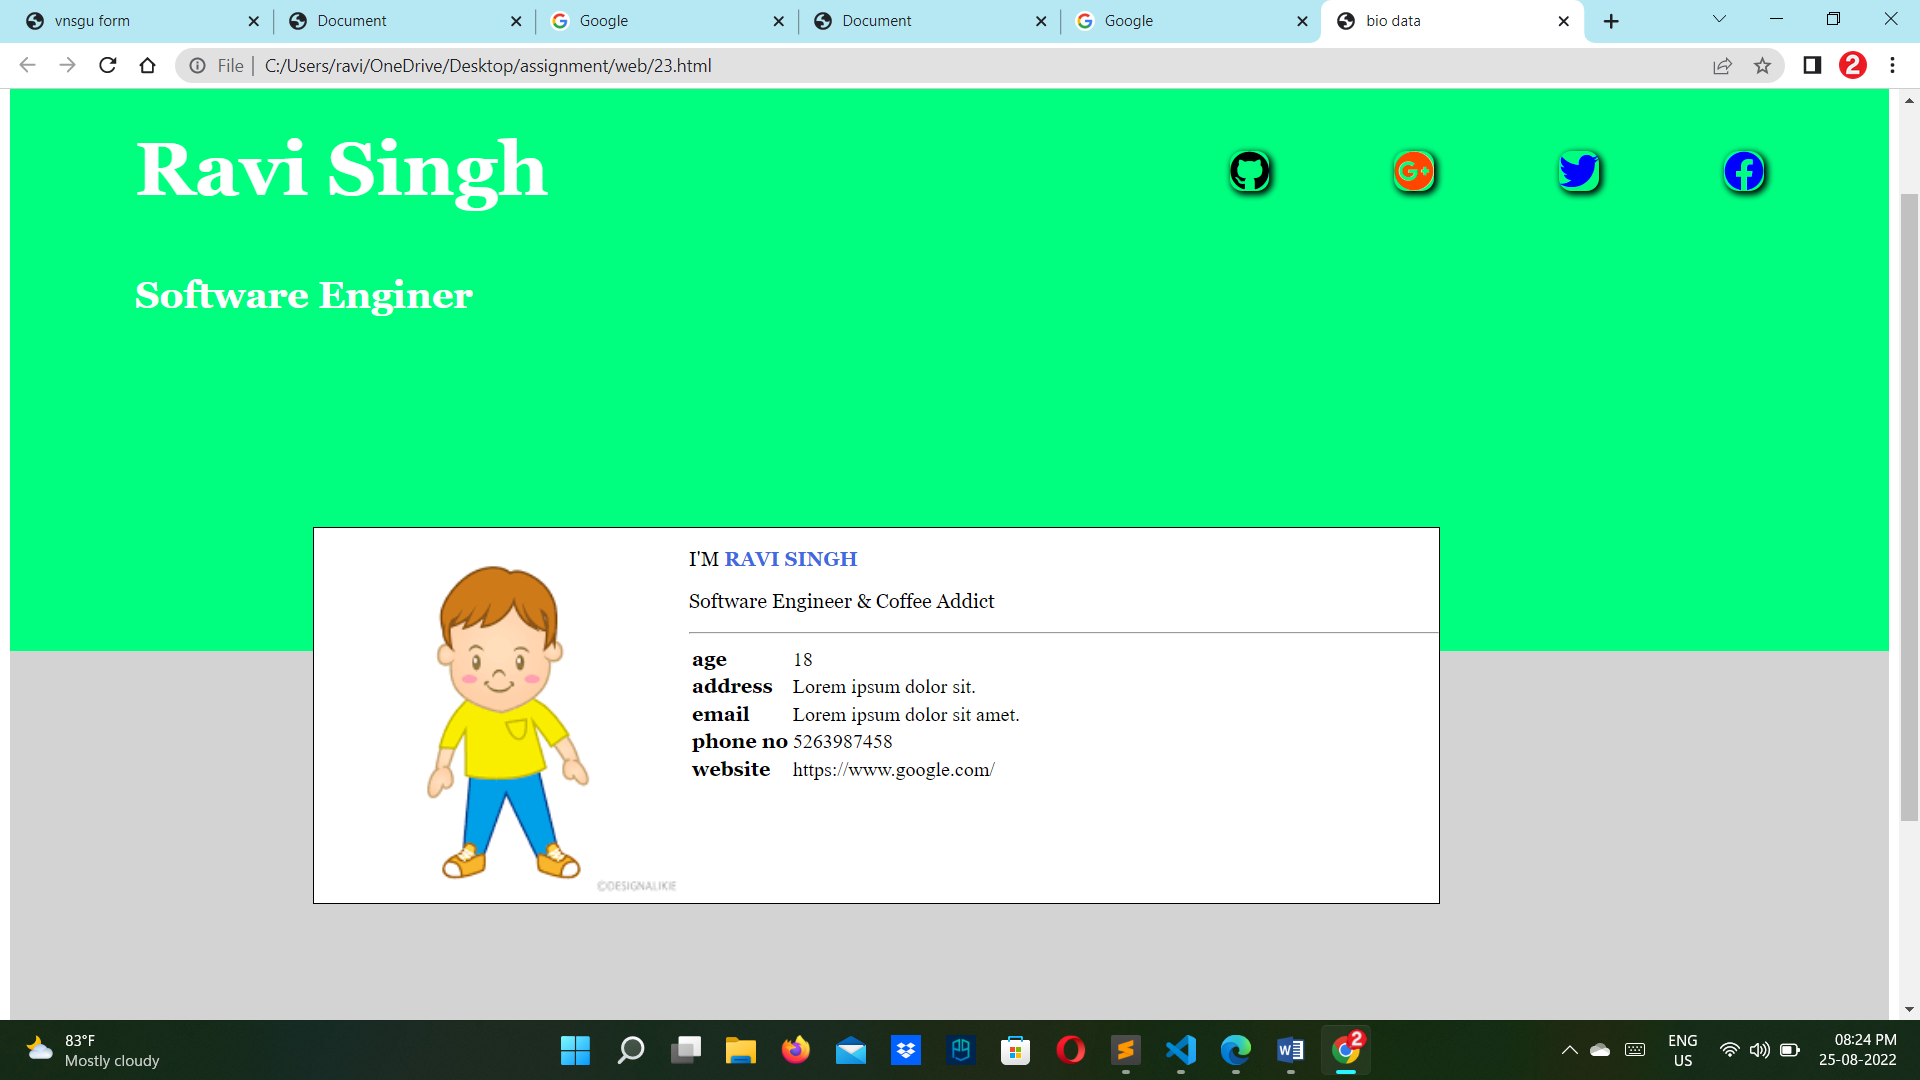 vnsgu form
Document
Google
Document
Google
bio data
File
C:/Users/ravi/OneDrive/Desktop/assignment/web/23.html
2
Ravi Singh
G+
Software Enginer
I'M RAVI SINGH
Software Engineer & Coffee Addict
age 18
address Lorem ipsum dolor sit.
email Lorem ipsum dolor sit amet.
phone no 5263987458
website https://www.google.com/
©DESIGNALIKIE
83°F
Mostly cloudy
2
ENG
US
08:24 PM
25-08-2022